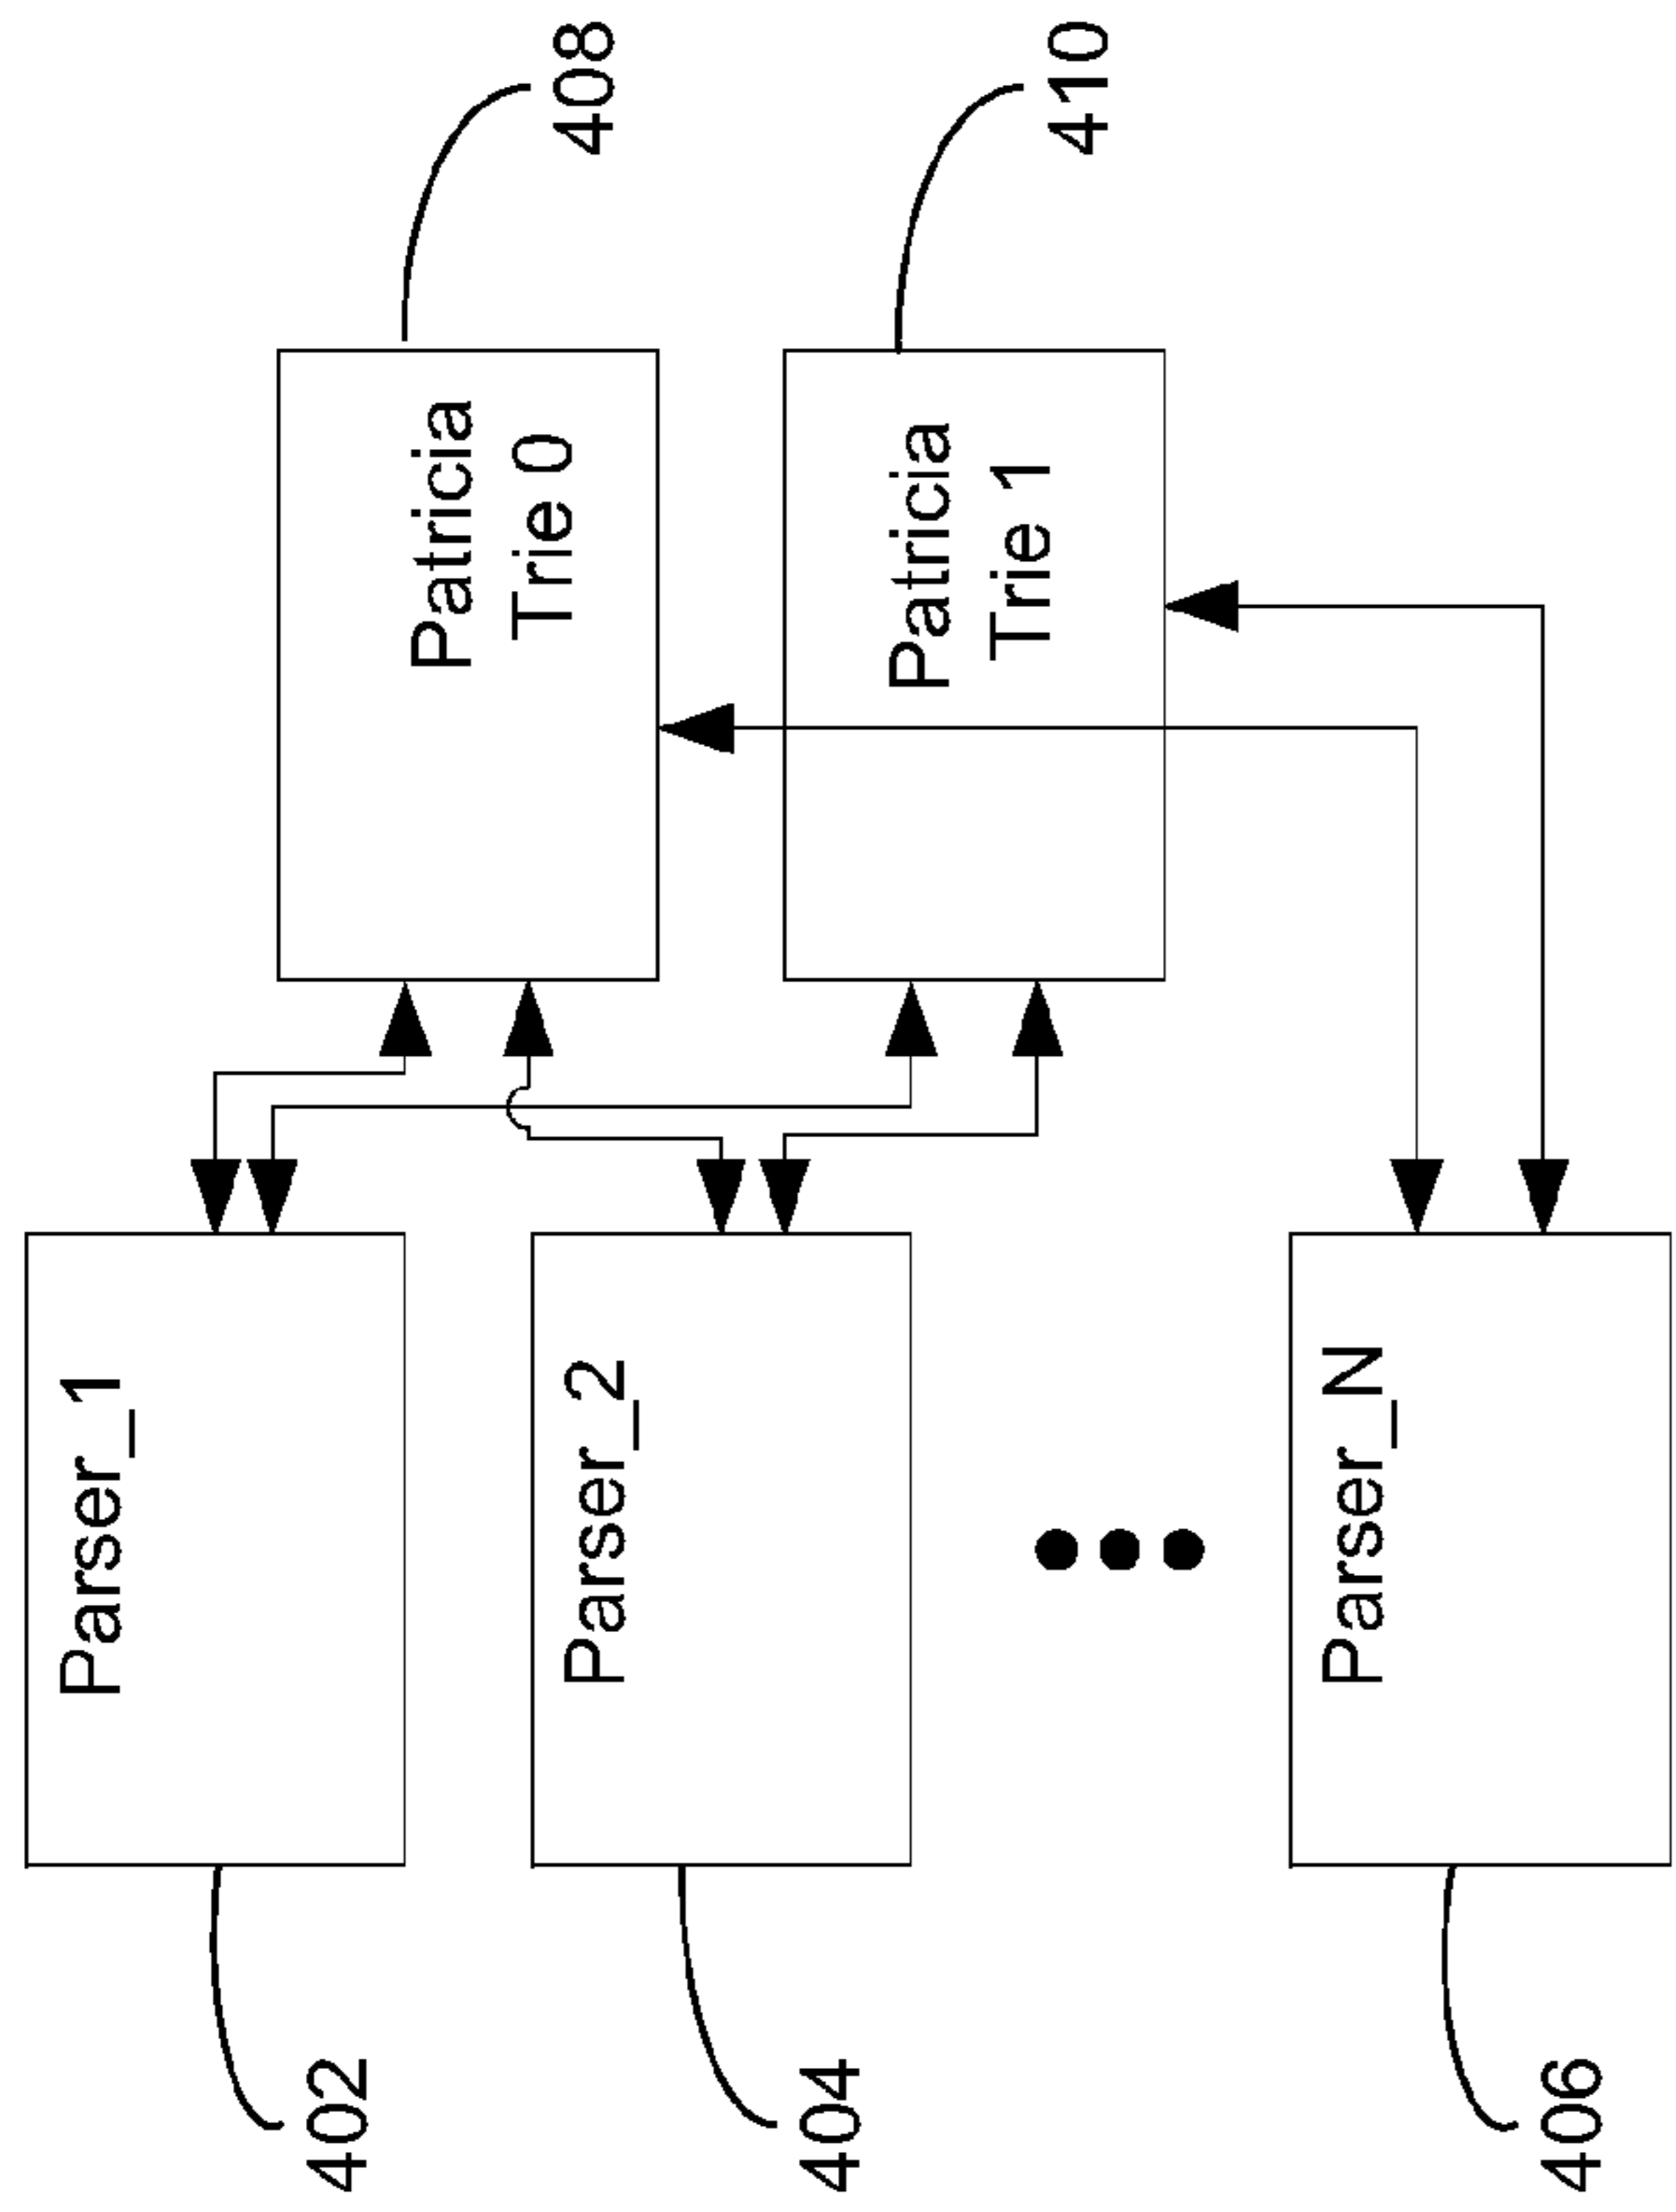 402
Parser_1
Patricia
Trie 0
408
404
Parser_2
Patricia
Trie 1
410
406
Parser_N